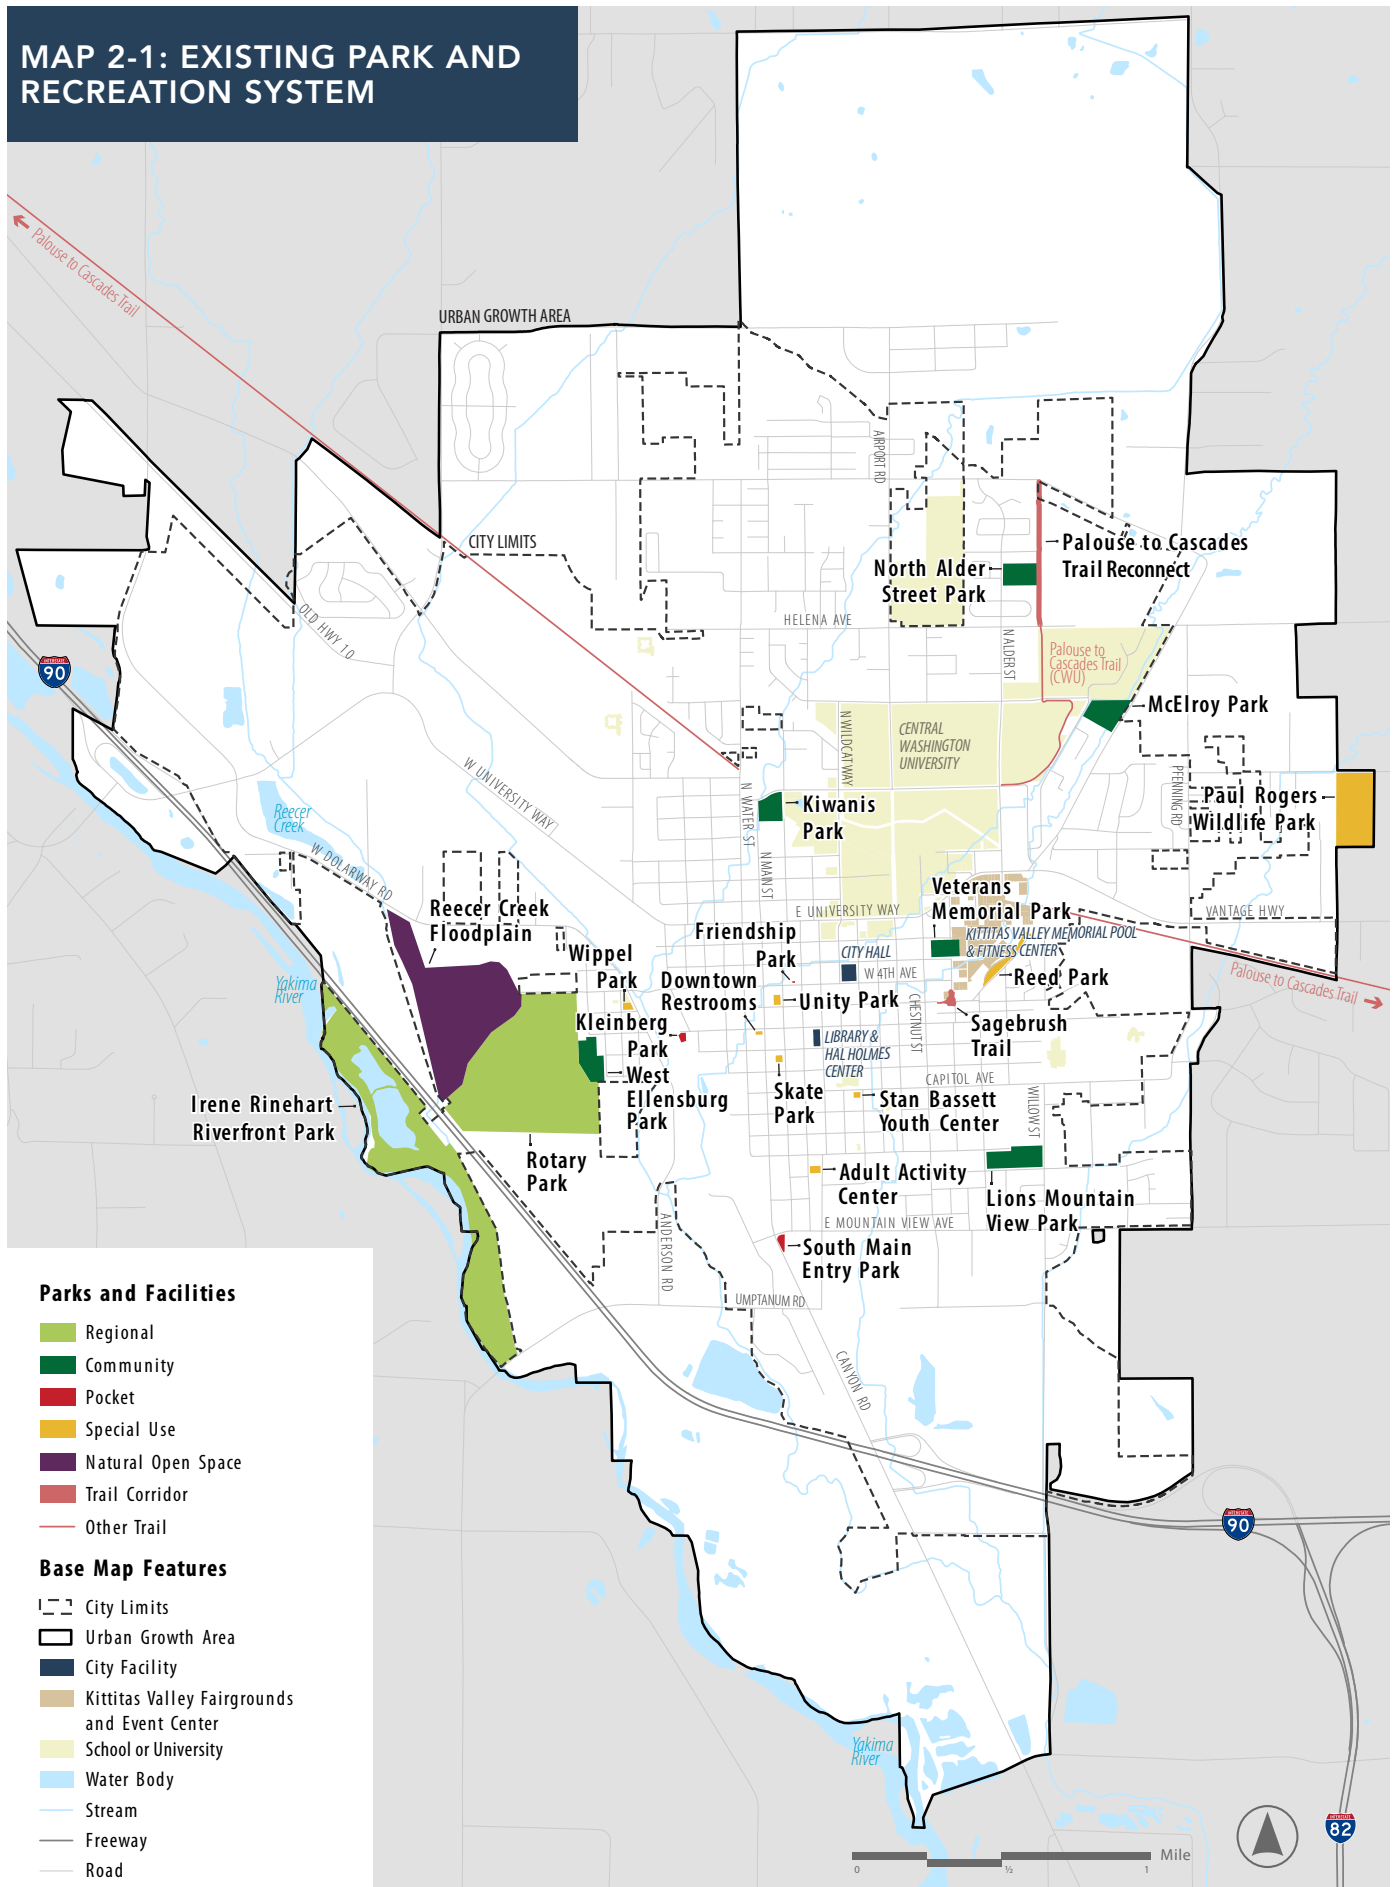 MAP 2-1: EXISTING PARK AND
RECREATION SYSTEM
Palouse to Cascades Trail
URBAN GROWTH AREA
AIRPORT RD
CITY LIMITS
Palouse to Cascades
Trail Reconnect
North Alder
Street Park
OLD HWY 10
HELENA AVE
N ALDER ST
Palouse to
Cascades Trail
(CWU)
INTERSTATE
90
McElroy Park
N WILDCAT WAY
CENTRAL
WASHINGTON
UNIVERSITY
W UNIVERSITY WAY
N WATER ST
Kiwanis
Park
PFENNING RD
Paul Rogers
Wildlife Park
Reecer
Creek
W DOLARWAY RD
N MAIN ST
Veterans
Memorial Park
E UNIVERSITY WAY
VANTAGE HWY
Reecer Creek
Floodplain
Friendship
Park
KITTITAS VALLEY MEMORIAL POOL
& FITNESS CENTER
CITY HALL
Wippel
Park
W 4TH AVE
Reed Park
Palouse to Cascades Trail
Yakima
River
Downtown
Restrooms
Unity Park
CHESTNUT ST
Kleinberg
Park
Sagebrush
Trail
LIBRARY &
HAL HOLMES
CENTER
West
Ellensburg
Park
CAPITOL AVE
Skate
Park
Stan Bassett
Youth Center
WILLOW ST
Irene Rinehart
Riverfront Park
Rotary
Park
Adult Activity
Center
Lions Mountain
View Park
ANDERSON RD
E MOUNTAIN VIEW AVE
South Main
Entry Park
UMPTANUM RD
CANYON RD
Parks and Facilities
Regional
Community
Pocket
Special Use
Natural Open Space
Trail Corridor
Other Trail
INTERSTATE
90
Base Map Features
City Limits
Urban Growth Area
City Facility
Kittitas Valley Fairgrounds
and Event Center
School or University
Water Body
Stream
Freeway
Road
Yakima
River
INTERSTATE
82
Mile
0 ½ 1